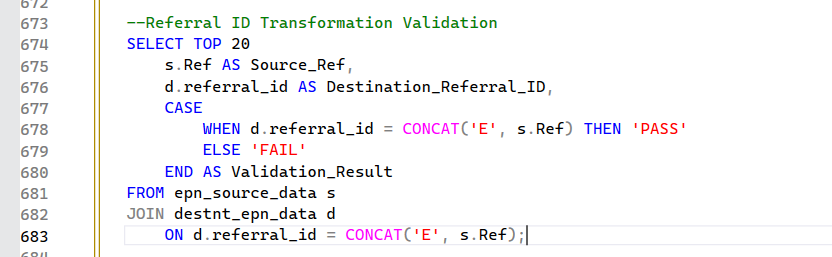 672
673 --Referral ID Transformation Validation
674 SELECT TOP 20
675 s.Ref AS Source_Ref,
676 d.referral_id AS Destination_Referral_ID,
677 CASE
678 WHEN d.referral_id = CONCAT('E', s.Ref) THEN 'PASS'
679 ELSE 'FAIL'
680 END AS Validation_Result
681 FROM epn_source_data s
682 JOIN destnt_epn_data d
683 ON d.referral_id = CONCAT('E', s.Ref);
684